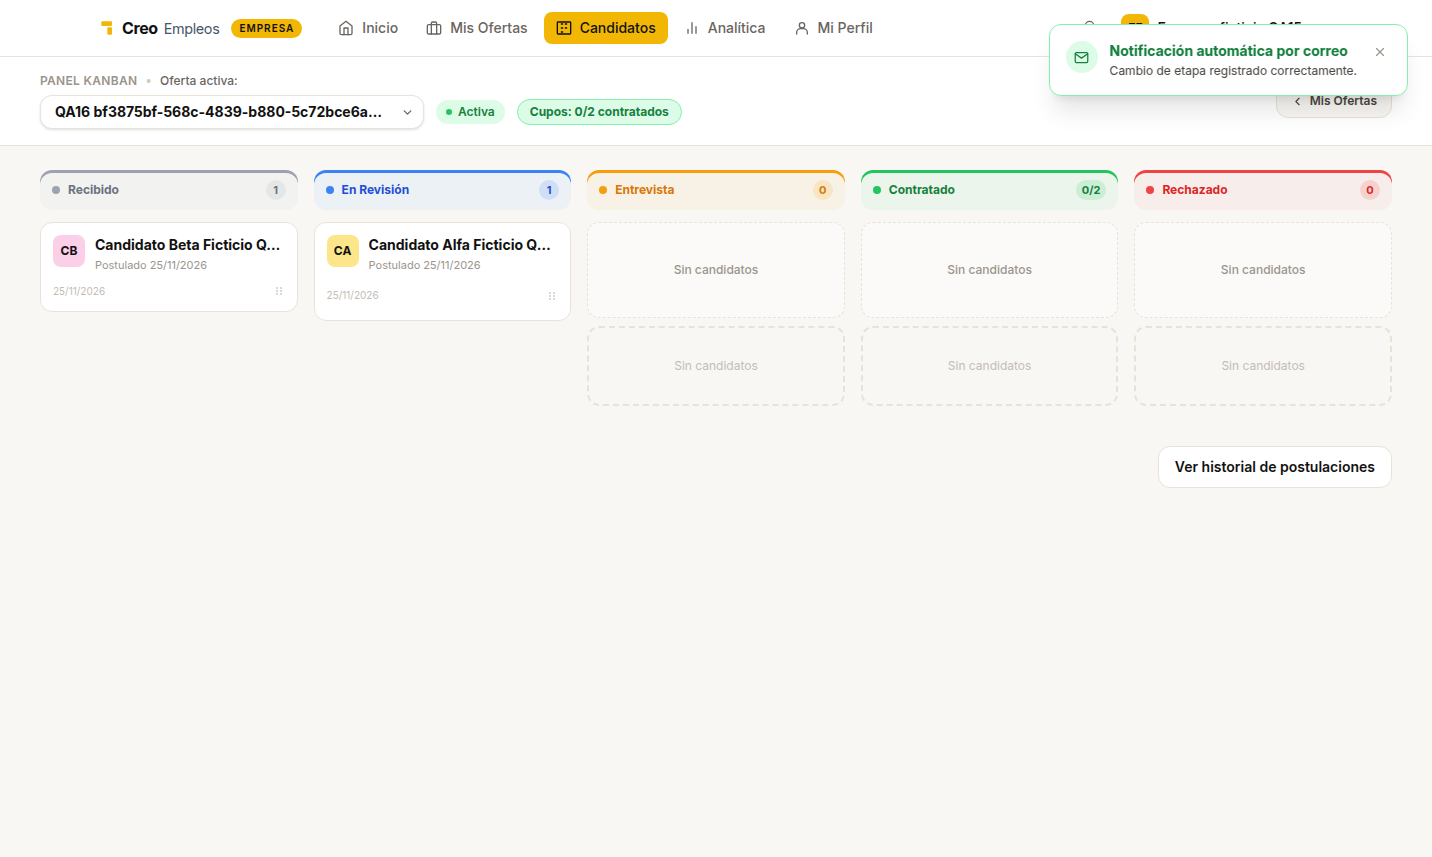 Creo Empleos EMPRESA Inicio Mis Ofertas Candidatos Analítica Mi Perfil
Notificación automática por correo
Cambio de etapa registrado correctamente.
PANEL KANBAN • Oferta activa:
QA16 bf3875bf-568c-4839-b880-5c72bce6a... Activa Cupos: 0/2 contratados Mis Ofertas
Recibido 1 En Revisión 1 Entrevista 0 Contratado 0/2 Rechazado 0
CB Candidato Beta Ficticio Q...
Postulado 25/11/2026
25/11/2026
CA Candidato Alfa Ficticio Q...
Postulado 25/11/2026
25/11/2026
Sin candidatos Sin candidatos Sin candidatos
Sin candidatos Sin candidatos Sin candidatos
Ver historial de postulaciones